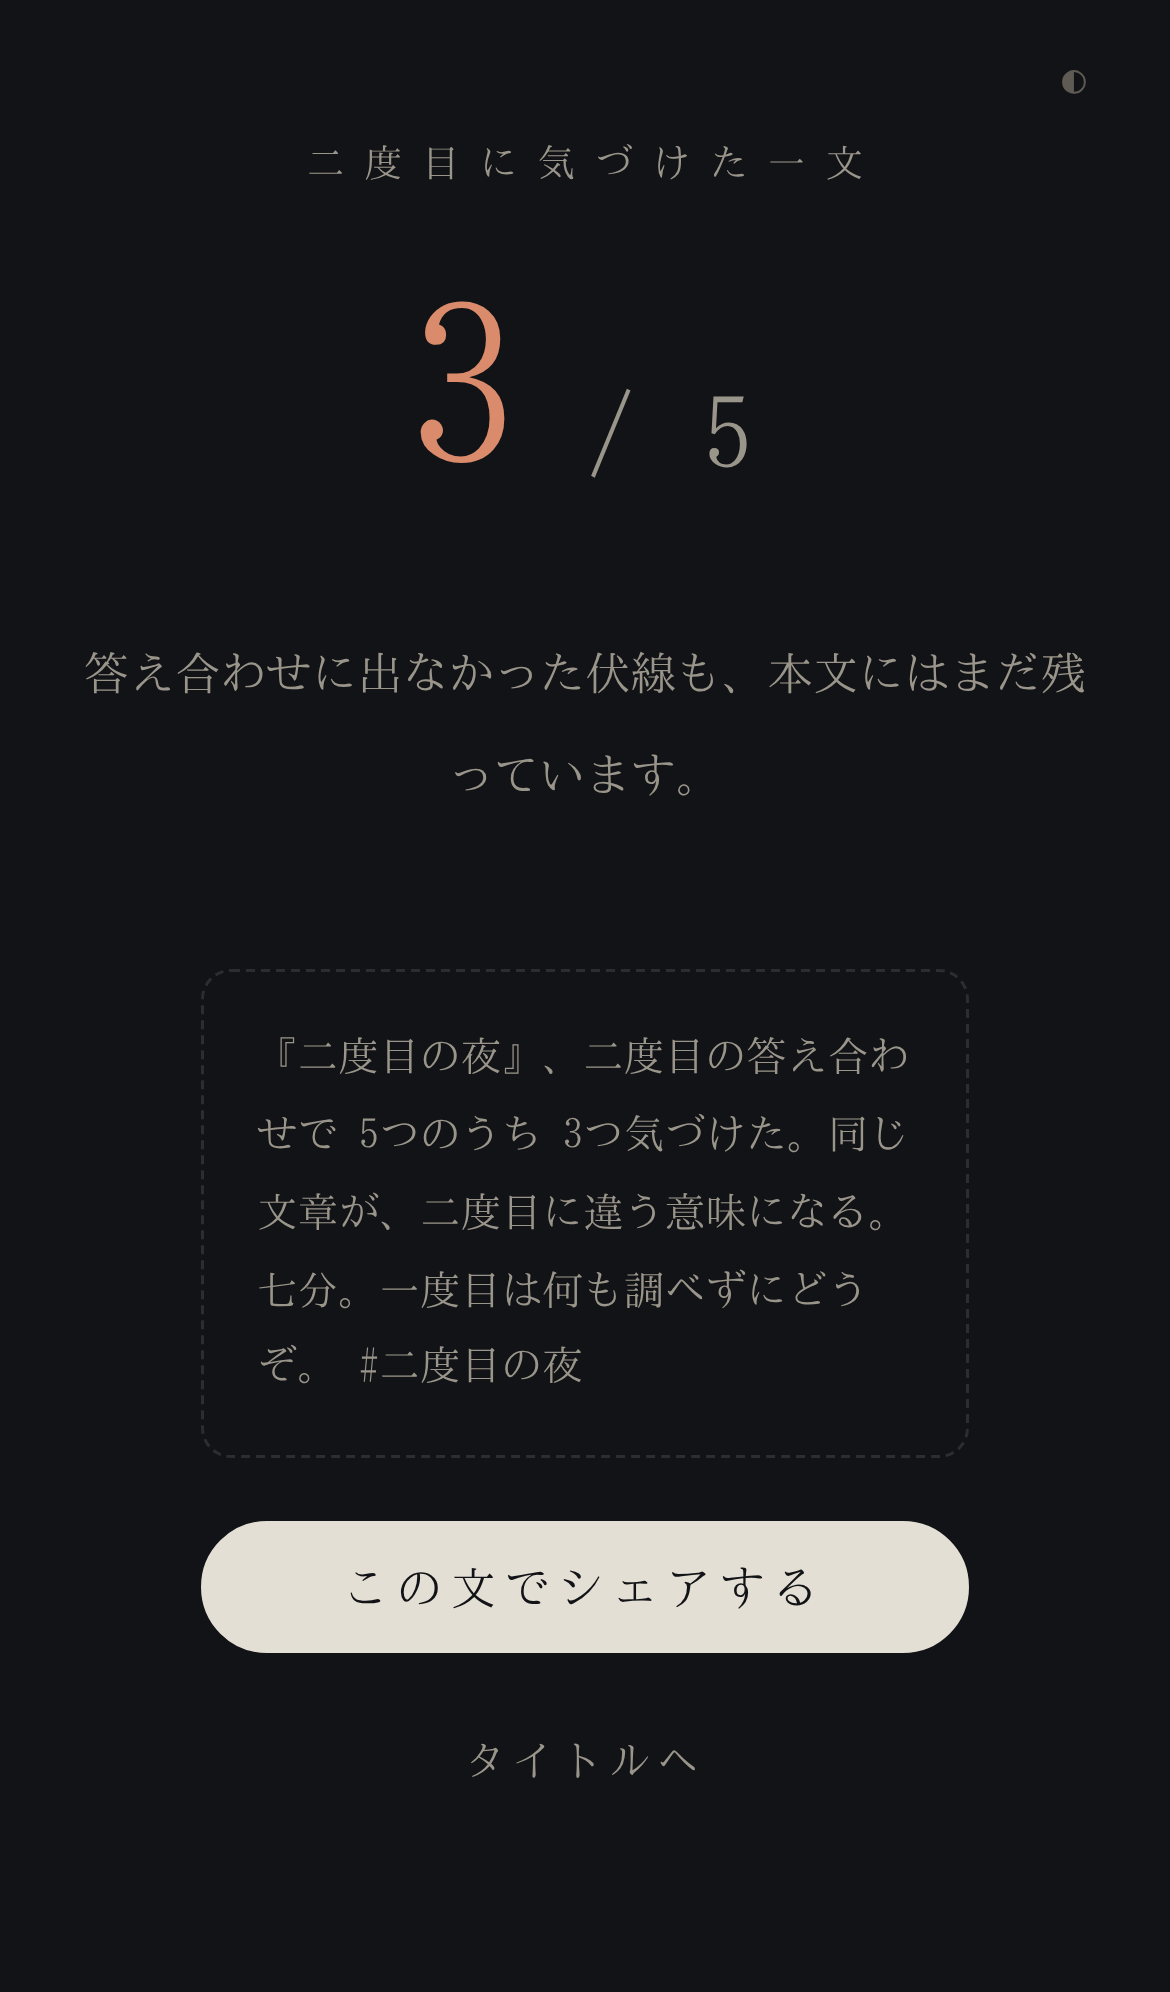 二度目に気づけた一文
3 / 5
答え合わせに出なかった伏線も、本文にはまだ残
っています。
『二度目の夜』、二度目の答え合わ
せで 5つのうち 3つ気づけた。同じ
文章が、二度目に違う意味になる。
七分。一度目は何も調べずにどう
ぞ。 #二度目の夜
この文でシェアする
タイトルへ